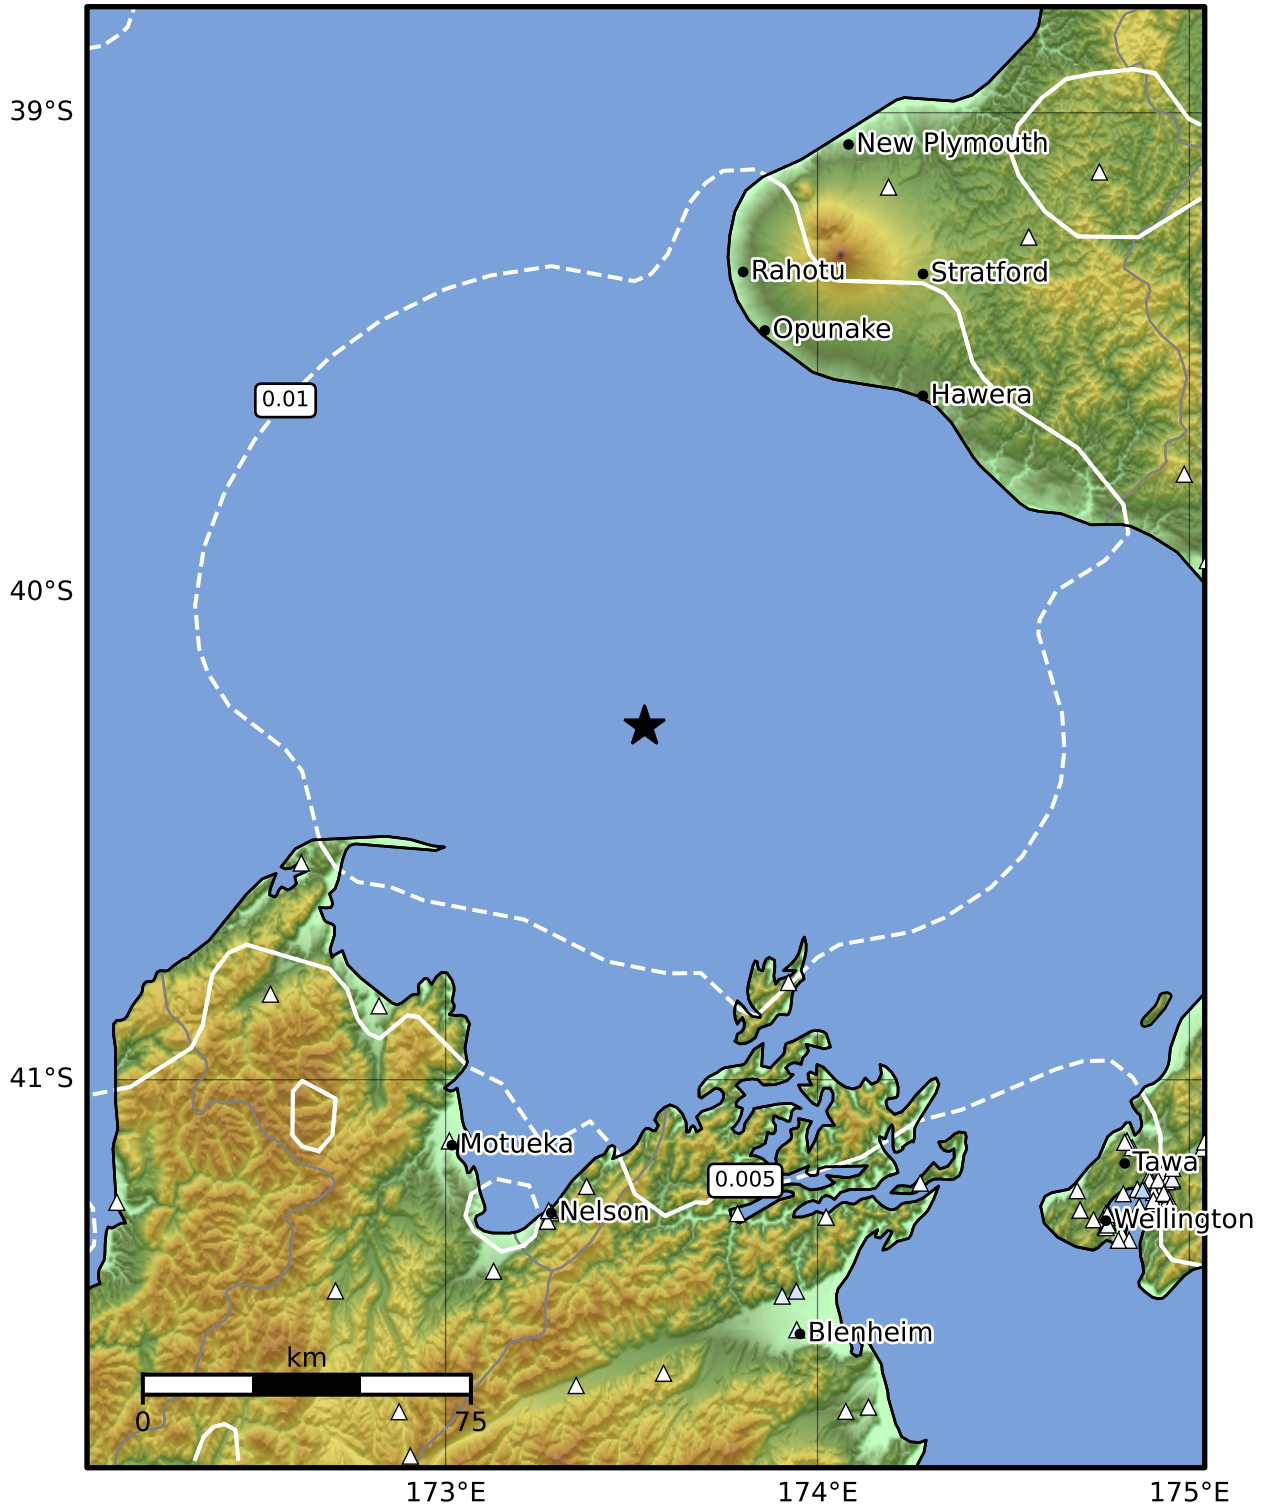 39°S
New Plymouth
Rahotu
Stratford
Opunake
0.01
Hawera
40°S
41°S
Motueka
Tawa
0.005
Nelson
Wellington
Blenheim
km
0
75
173°E
174°E
175°E